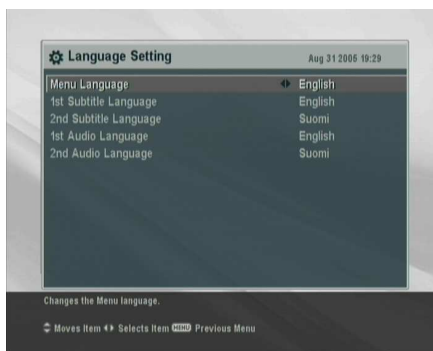 Language Setting Aug 31 2005 19:29
Menu Language English
1st Subtitle Language English
2nd Subtitle Language Suomi
1st Audio Language English
2nd Audio Language Suomi
Changes the Menu language.
Moves Item Selects Item MENU Previous Menu